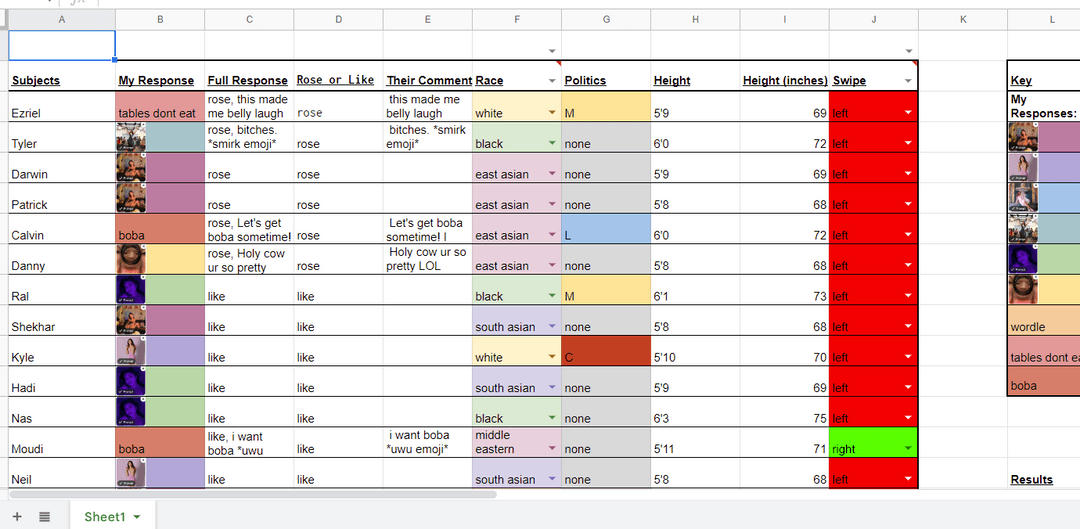 A B C D E F G H I J K L
Subjects My Response Full Response Rose or Like Their Comment Race Politics Height Height (inches) Swipe Key
Ezriel tables dont eat rose, this made me belly laugh rose this made me belly laugh white M 5'9 69 left My Responses:
Tyler rose, bitches. *smirk emoji* rose bitches. *smirk emoji* black none 6'0 72 left
Darwin rose rose east asian none 5'9 69 left
Patrick rose rose east asian none 5'8 68 left
Calvin boba rose, Let's get boba sometime! rose Let's get boba sometime! I east asian L 6'0 72 left
Danny rose, Holy cow ur so pretty rose Holy cow ur so pretty LOL east asian none 5'8 68 left
Ral like like black M 6'1 73 left
Shekhar like like south asian none 5'8 68 left wordle
Kyle like like white C 5'10 70 left tables dont ea
Hadi like like south asian none 5'9 69 left boba
Nas like like black none 6'3 75 left
Moudi boba like, i want boba *uwu like i want boba *uwu emoji* middle eastern none 5'11 71 right
Neil like like south asian none 5'8 68 left Results
Sheet1